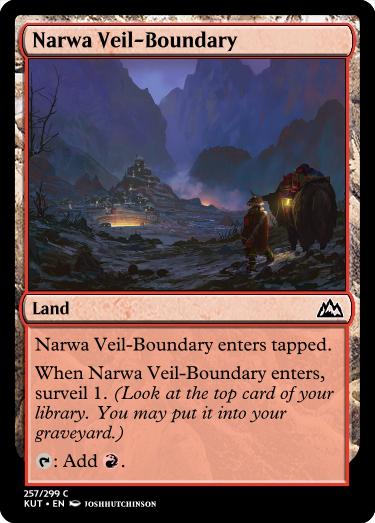 Narwa Veil-Boundary
Land
Narwa Veil-Boundary enters tapped.
When Narwa Veil-Boundary enters,
surveil 1. (Look at the top card of your
library. You may put it into your
graveyard.)
: Add .
257/299 C
KUT • EN JOSHHUTCHINSON